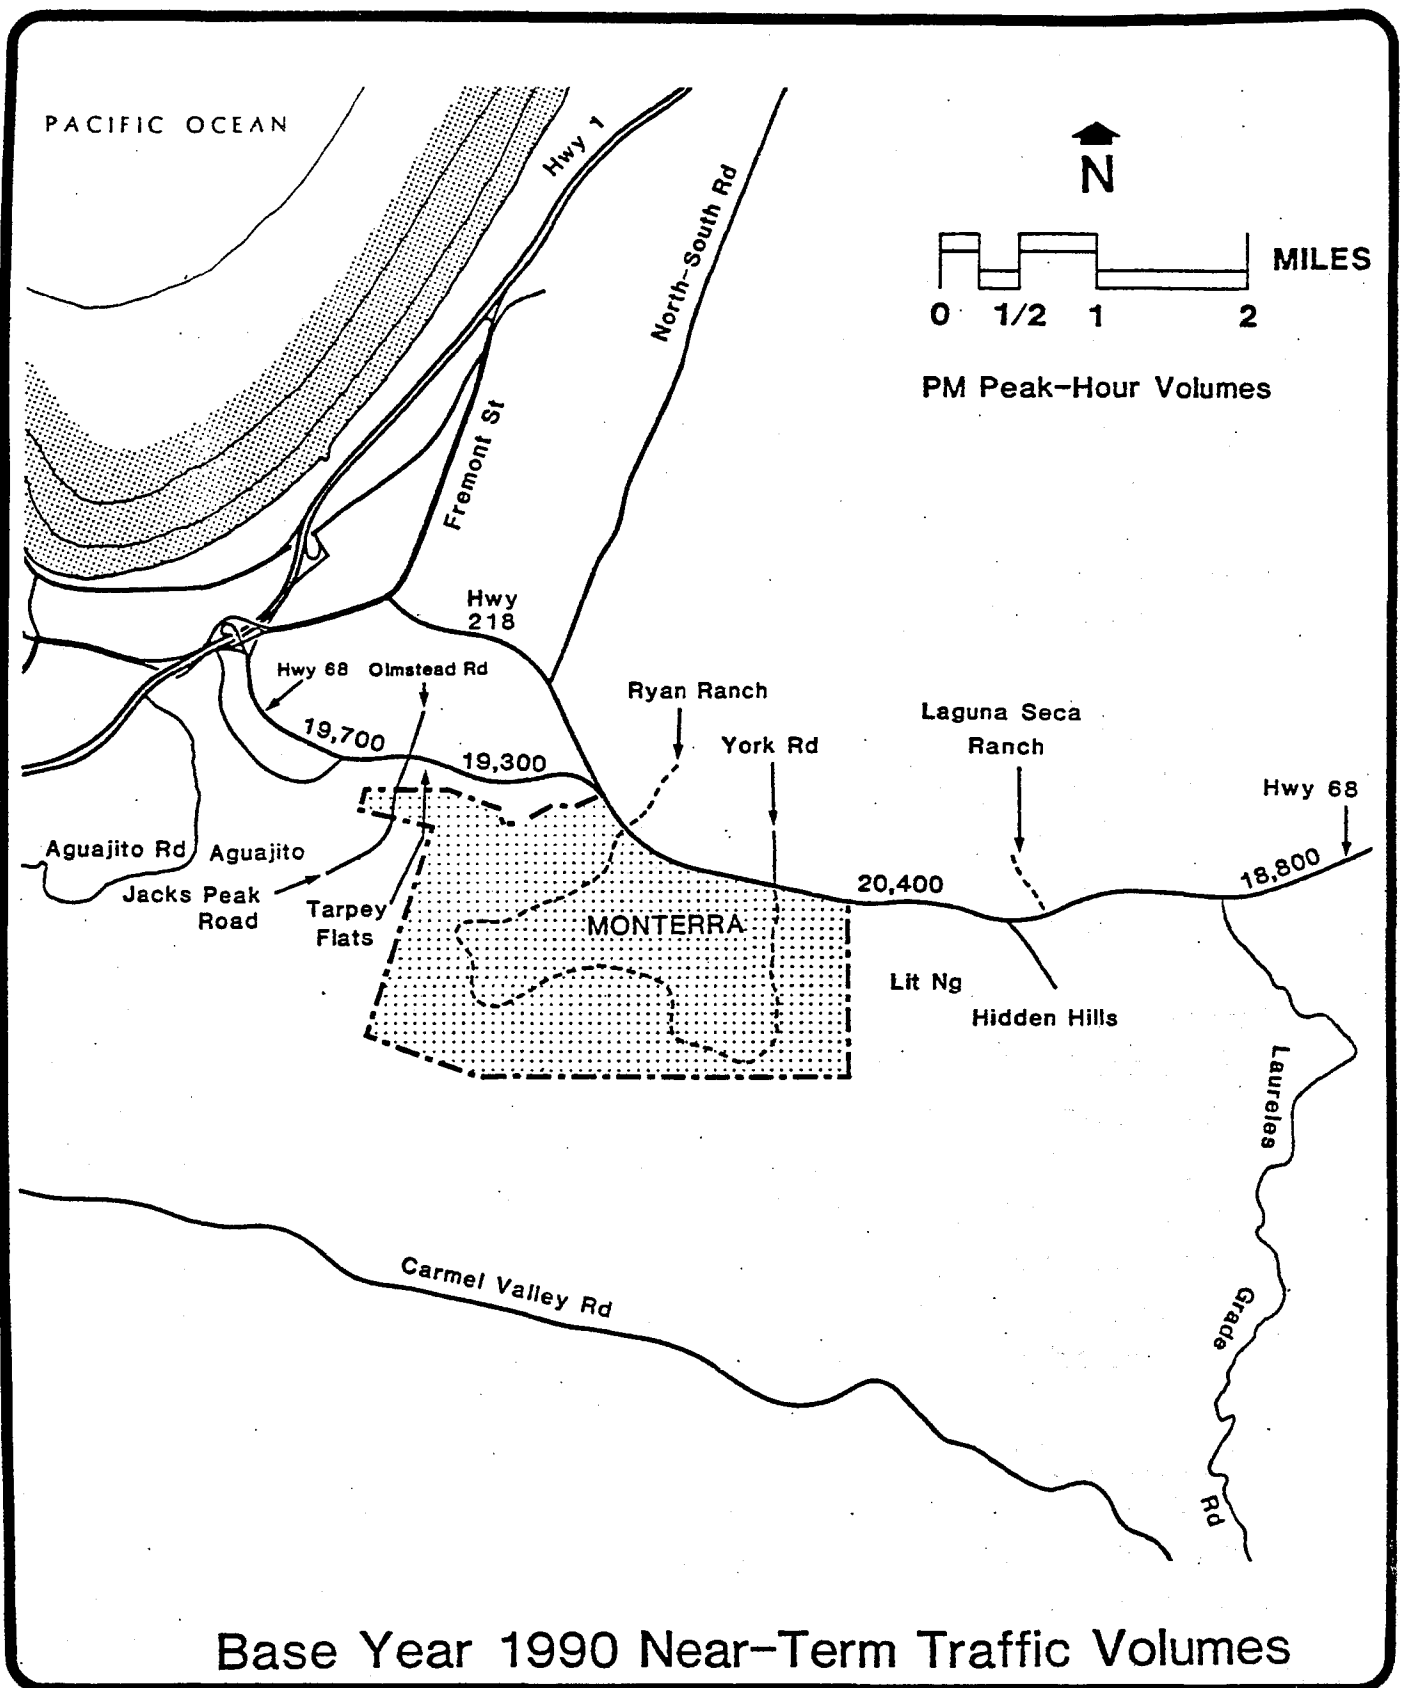 PACIFIC OCEAN
Hwy 1
North-South Rd
N
MILES
0 1/2 1 2
PM Peak-Hour Volumes
Fremont St
Hwy
218
Hwy 68
Olmstead Rd
Ryan Ranch
York Rd
Laguna Seca
Ranch
Hwy 68
19,700
19,300
20,400
18,800
Aguajito Rd
Aguajito
Jacks Peak
Road
Tarpey
Flats
MONTERRA
Lit Ng
Hidden Hills
Laureles
Grade
Rd
Carmel Valley Rd
Base Year 1990 Near-Term Traffic Volumes